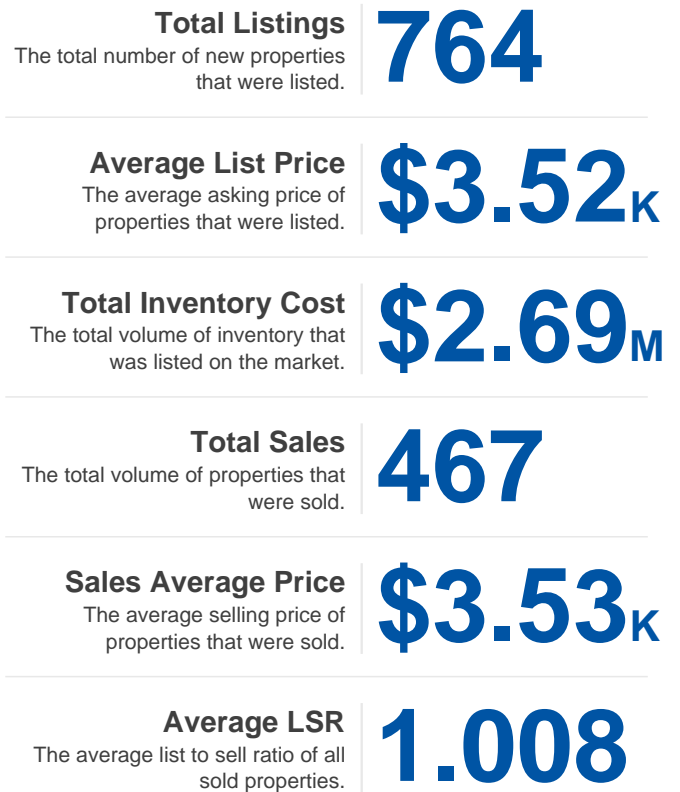 Total Listings
The total number of new properties
that were listed.
764
Average List Price
The average asking price of
properties that were listed.
$3.52K
Total Inventory Cost
The total volume of inventory that
was listed on the market.
$2.69M
Total Sales
The total volume of properties that
were sold.
467
Sales Average Price
The average selling price of
properties that were sold.
$3.53K
Average LSR
The average list to sell ratio of all
sold properties.
1.008